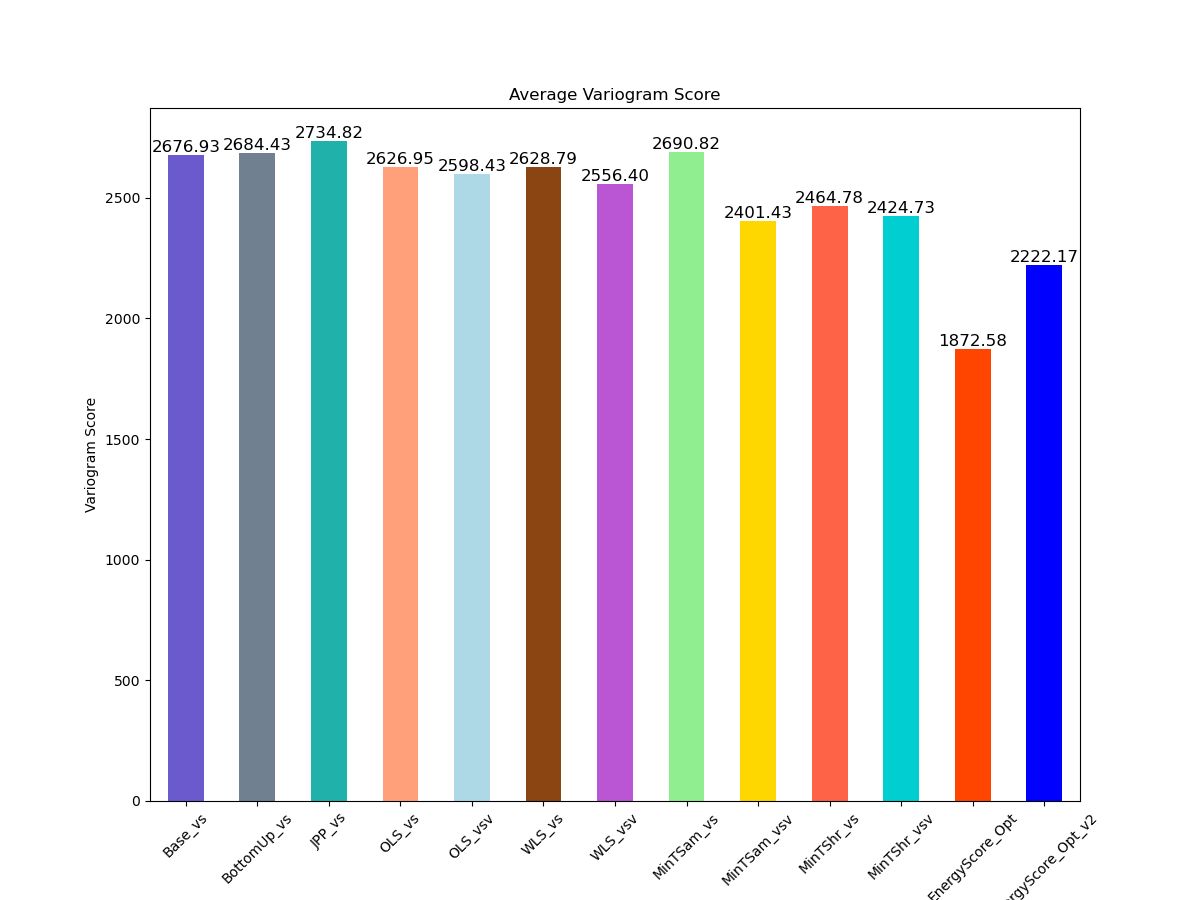 Average Variogram Score
2676.93
2684.43
2734.82
2626.95
2598.43
2628.79
2556.40
2690.82
2401.43
2464.78
2424.73
1872.58
2222.17
Variogram Score
2500
2000
1500
1000
500
0
Base_vs
BottomUp_vs
JPP_vs
OLS_vs
OLS_vsv
WLS_vs
WLS_vsv
MinTSam_vs
MinTSam_vsv
MinTShr_vs
MinTShr_vsv
EnergyScore_Opt
rgyScore_Opt_v2